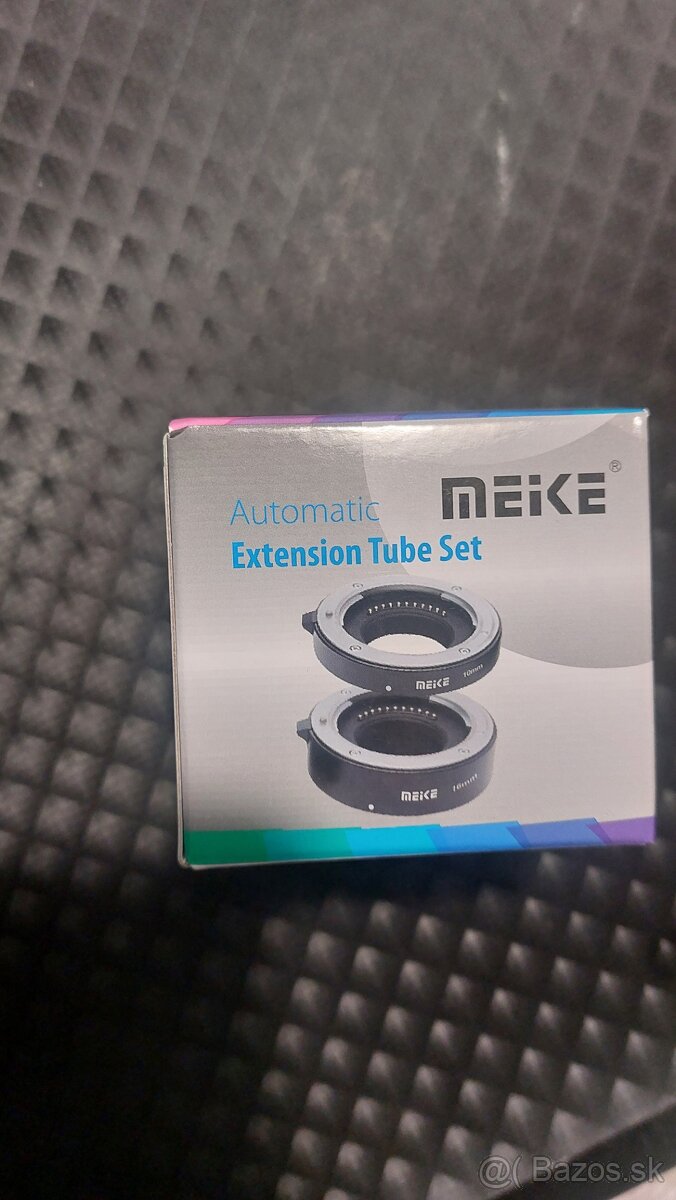 MEIKE®
Automatic
Extension Tube Set
MEIKE 10mm
MEIKE 16mm
@( Bazos.sk